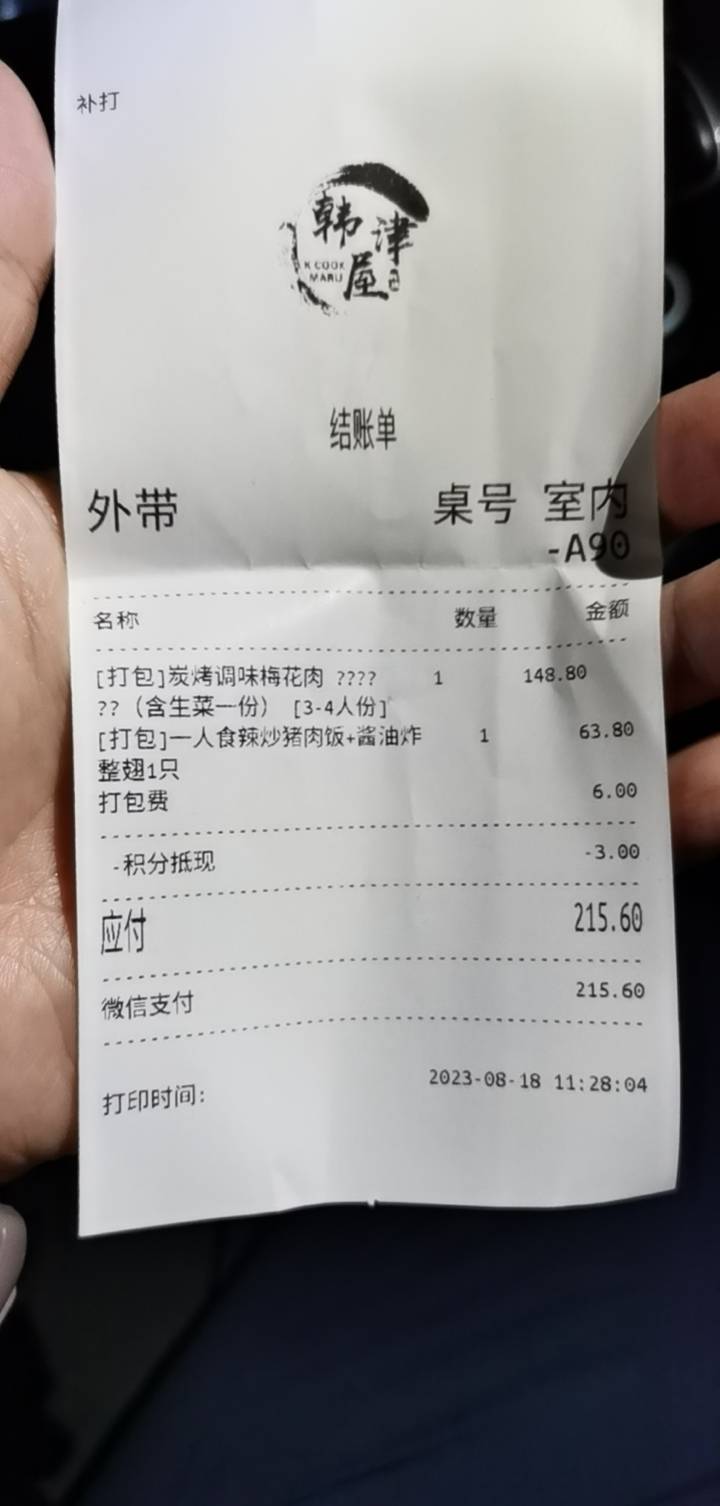 补打
韩津屋
K COOK
MARU
结账单
外带 桌号 室内
-A90
名称 数量 金额
[打包]炭烤调味梅花肉 ???? 1 148.80
??（含生菜一份） [3-4人份]
[打包]一人食辣炒猪肉饭+酱油炸 1 63.80
整翅1只
打包费 6.00
-积分抵现 -3.00
应付 215.60
微信支付 215.60
打印时间: 2023-08-18 11:28:04